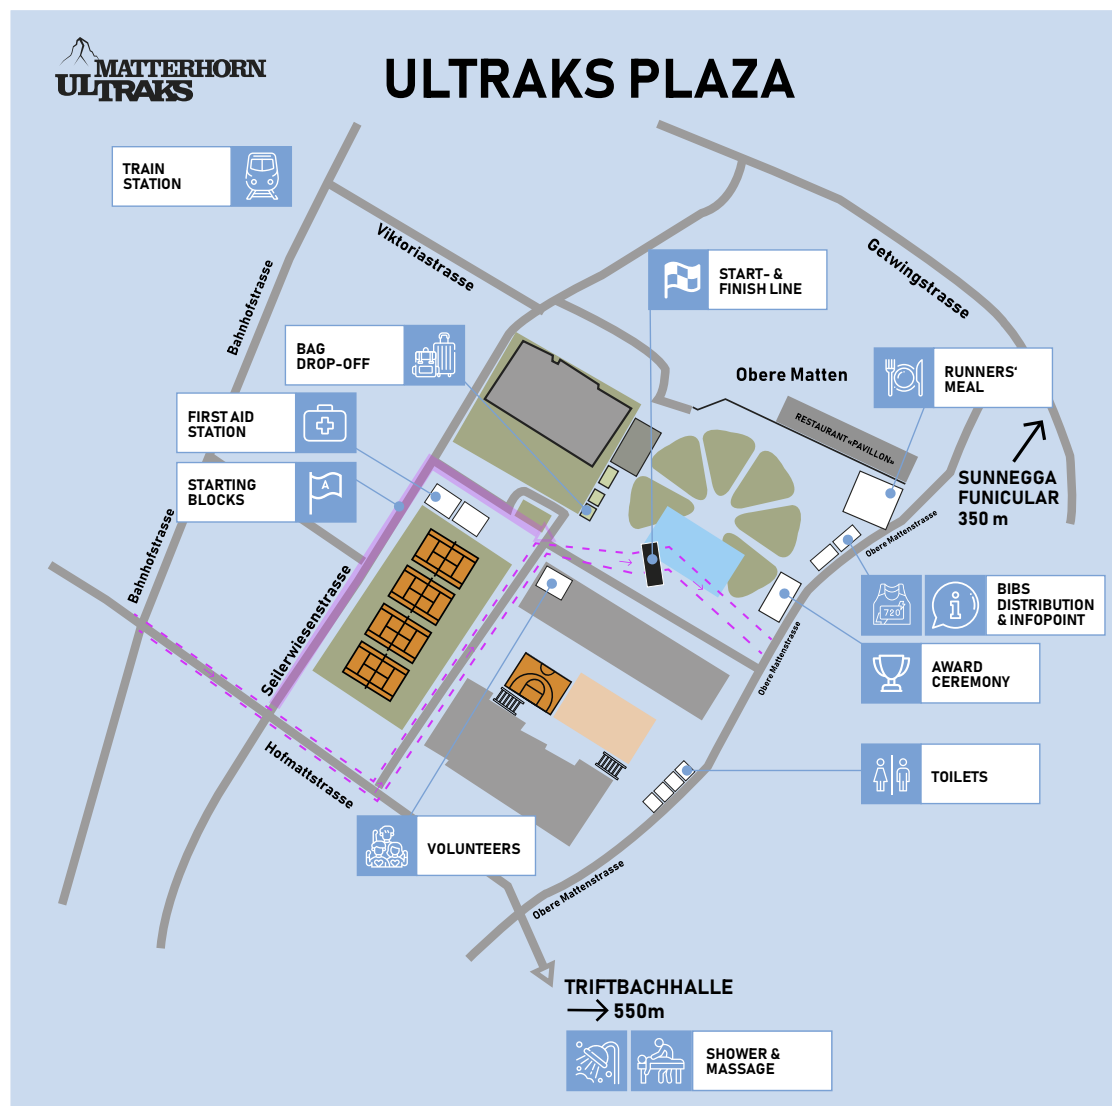 MATTERHORN
ULTRAKS
ULTRAKS PLAZA
TRAIN
STATION
Viktoriastrasse
Getwingstrasse
START- &
FINISH LINE
Bahnhofstrasse
BAG
DROP-OFF
Obere Matten
RUNNERS‘
MEAL
FIRST AID
STATION
RESTAURANT «PAVILLON»
STARTING
BLOCKS
A
SUNNEGGA
FUNICULAR
350 m
Obere Mattenstrasse
Bahnhofstrasse
Seilerwiesenstrasse
720
i
BIBS
DISTRIBUTION
& INFOPOINT
Obere Mattenstrasse
AWARD
CEREMONY
Hofmattstrasse
TOILETS
VOLUNTEERS
Obere Mattenstrasse
TRIFTBACHHALLE
550m
SHOWER &
MASSAGE